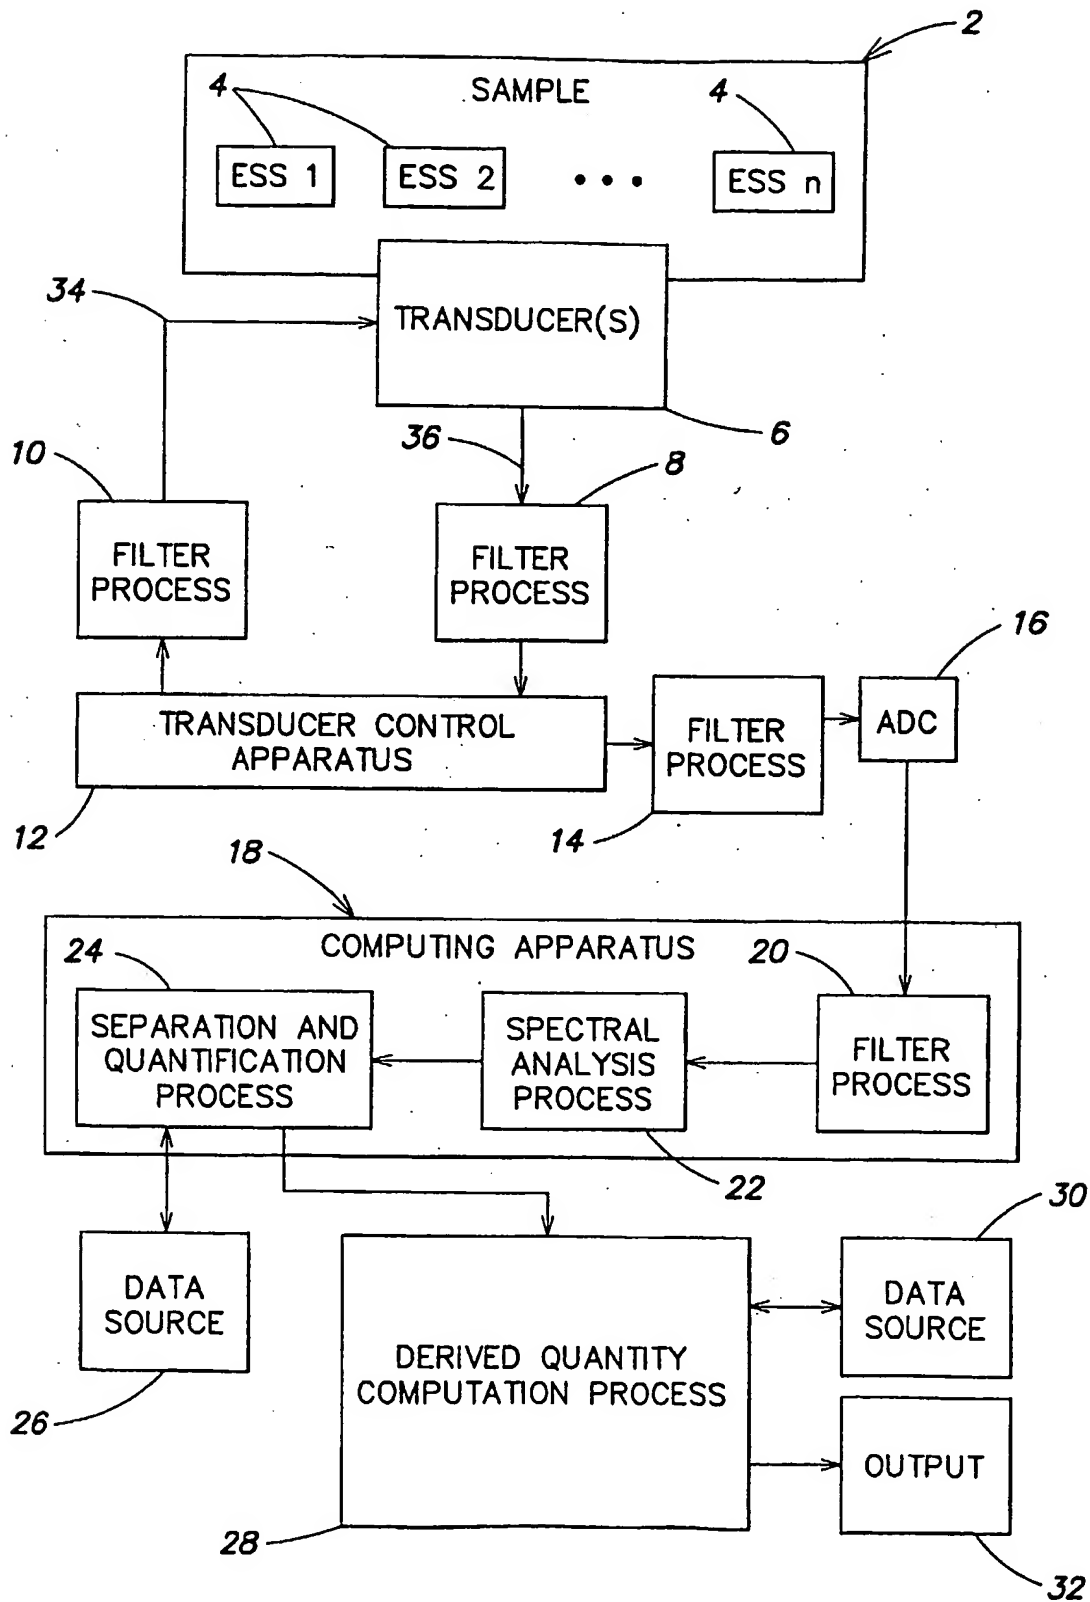 2
SAMPLE
4
4
ESS 1
ESS 2
• • •
ESS n
34
TRANSDUCER(S)
6
36
10
8
FILTER
PROCESS
FILTER
PROCESS
16
TRANSDUCER CONTROL
APPARATUS
FILTER
PROCESS
ADC
12
14
18
COMPUTING APPARATUS
24
20
SEPARATION AND
QUANTIFICATION
PROCESS
SPECTRAL
ANALYSIS
PROCESS
FILTER
PROCESS
22
30
DATA
SOURCE
DERIVED QUANTITY
COMPUTATION PROCESS
DATA
SOURCE
26
OUTPUT
28
32